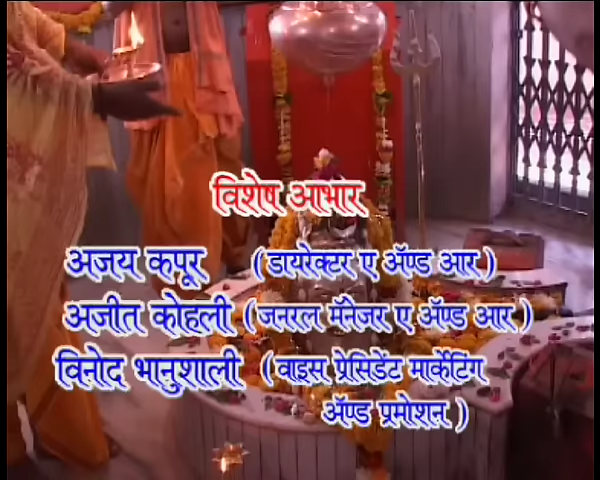 विशेष आभार
अजय कपूर (डायरेक्टर ए ॲण्ड आर)
अजीत कोहली (जनरल मॅनेजर ए ॲण्ड आर)
विनोद भानुशाली (वाइस प्रेसिडेंट मार्केटिंग
ॲण्ड प्रमोशन)